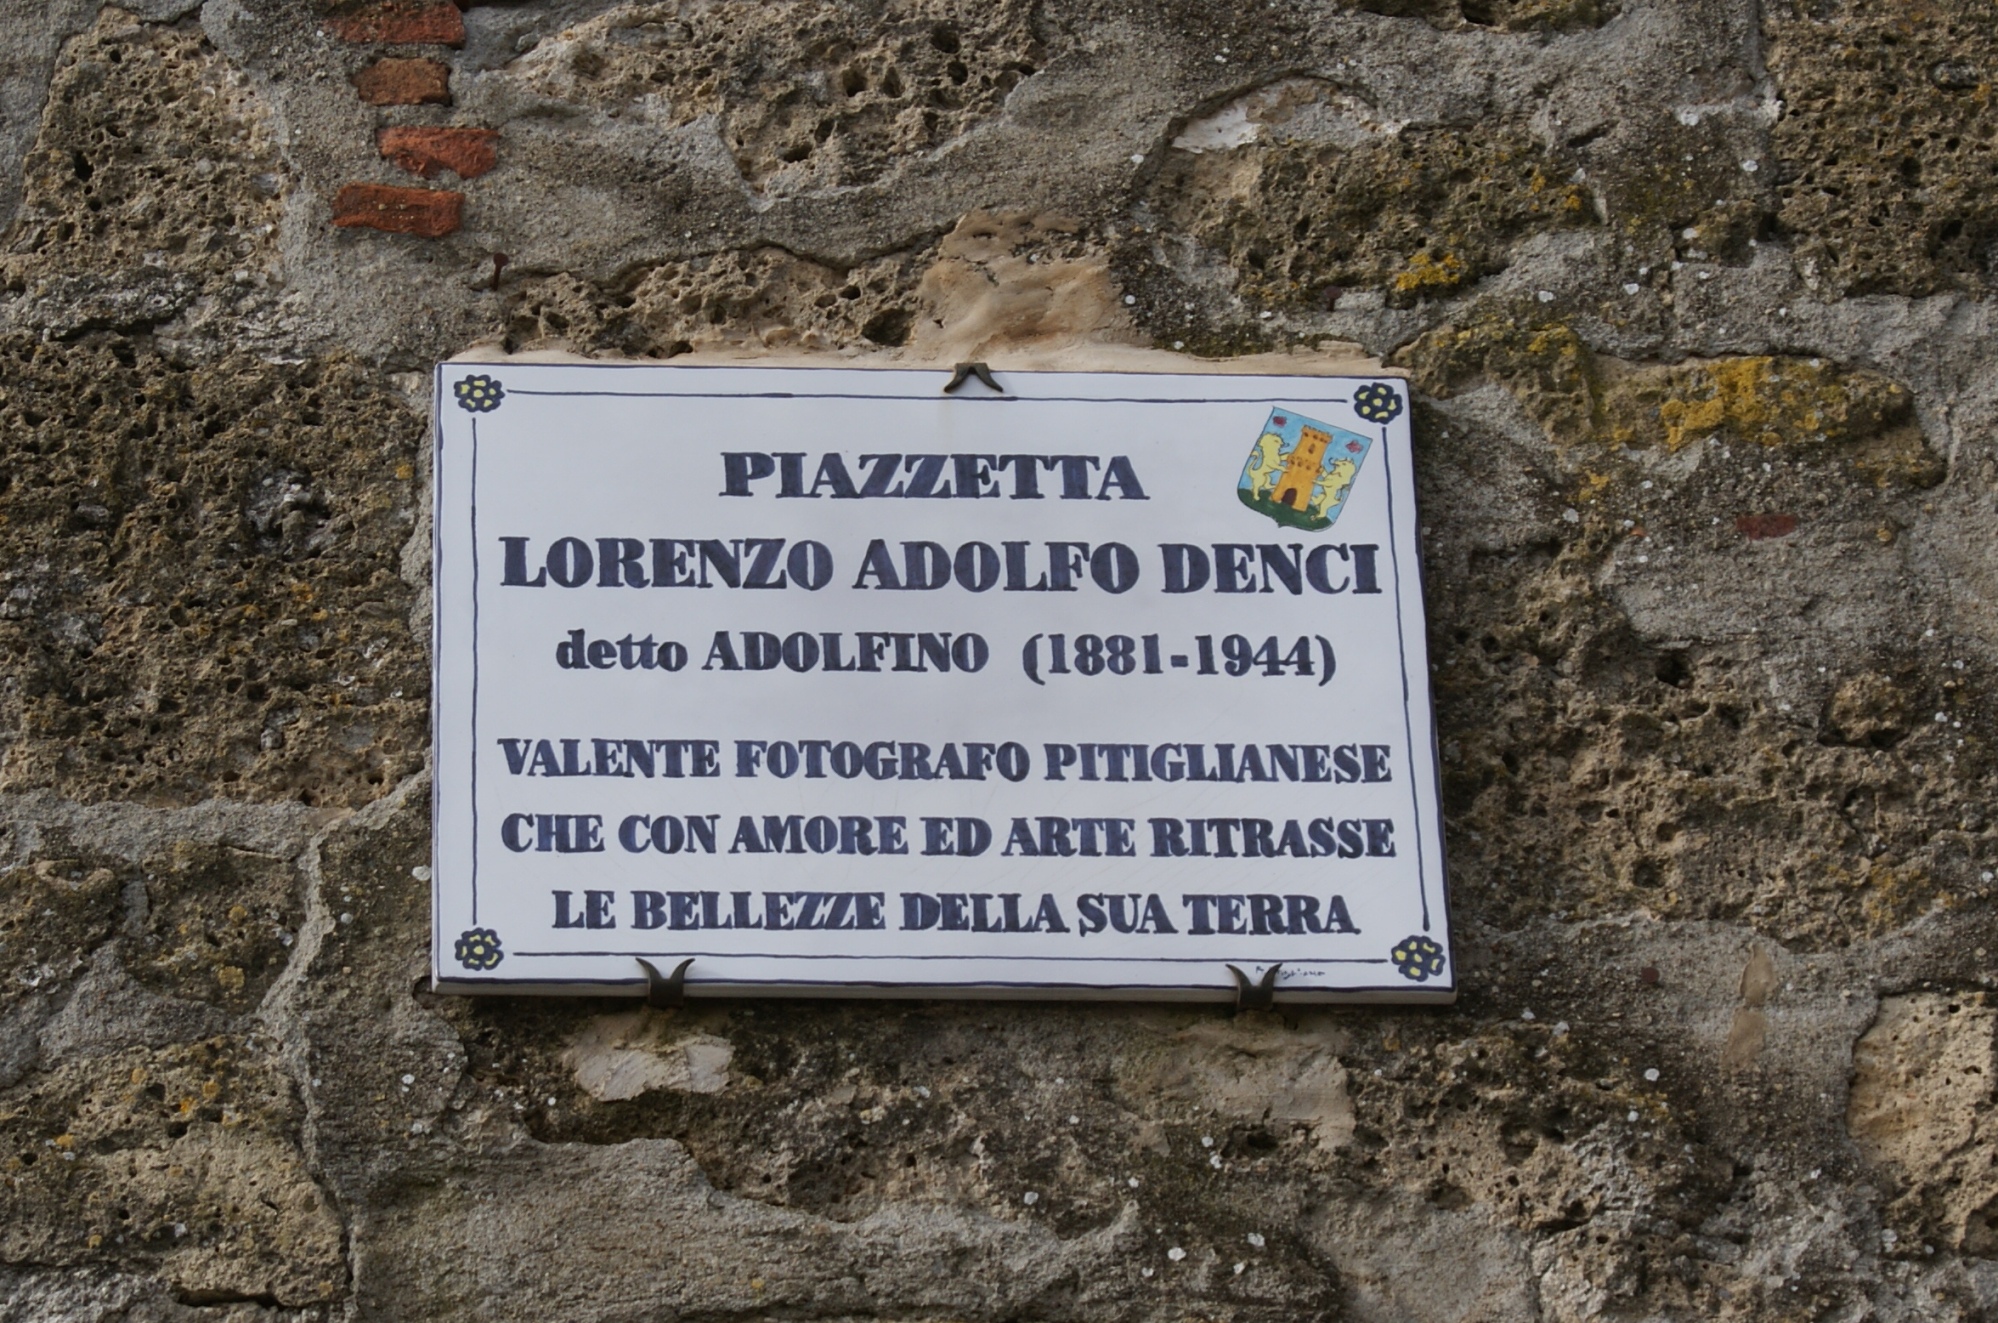 PIAZZETTA
LORENZO ADOLFO DENCI
detto ADOLFINO (1881-1944)
VALENTE FOTOGRAFO PITIGLIANESE
CHE CON AMORE ED ARTE RITRASSE
LE BELLEZZE DELLA SUA TERRA